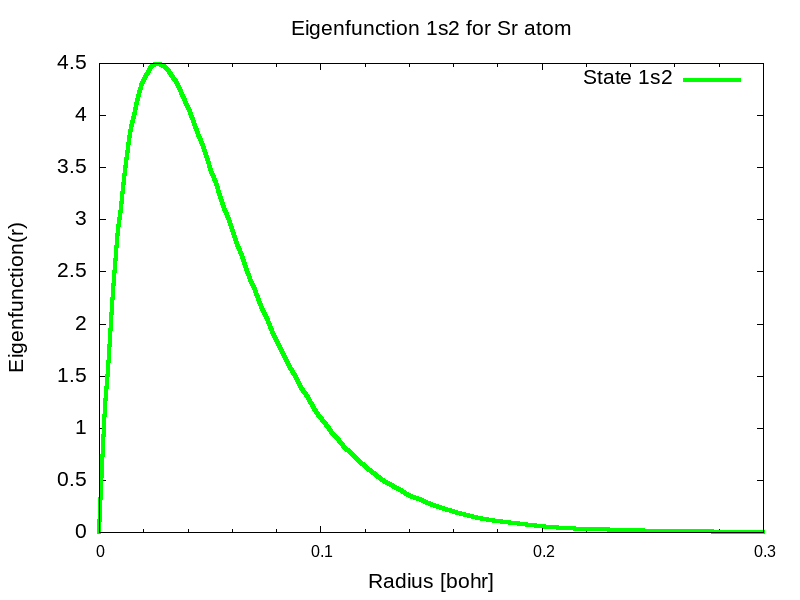 Eigenfunction 1s2 for Sr atom
State 1s2
4.5
4
3.5
3
2.5
2
1.5
1
0.5
0
Eigenfunction(r)
0 0.1 0.2 0.3
Radius [bohr]